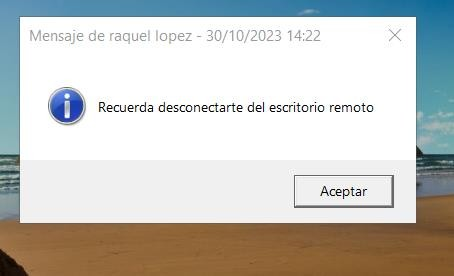 Mensaje de raquel lopez - 30/10/2023 14:22
Recuerda desconectarte del escritorio remoto
Aceptar